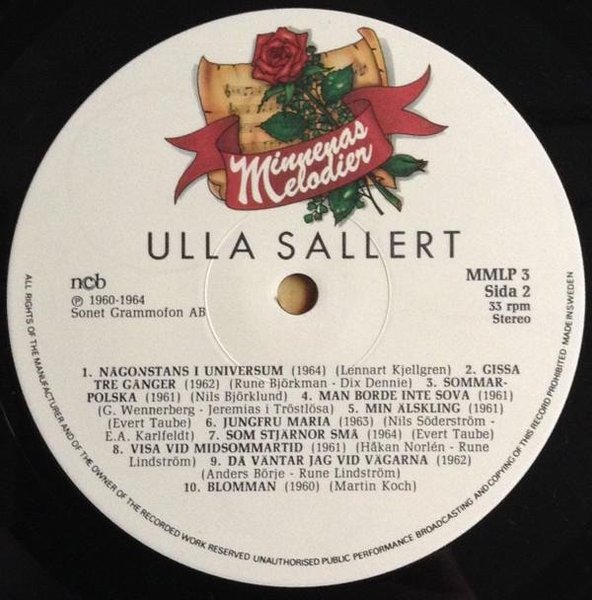 Minnenas
Melodier
ULLA SALLERT
ncb
℗ 1960-1964
Sonet Grammofon AB
MMLP 3
Sida 2
33 rpm
Stereo
1. NÅGONSTANS I UNIVERSUM (1964) (Lennart Kjellgren) 2. GISSA
TRE GÅNGER (1962) (Rune Björkman - Dix Dennie) 3. SOMMAR-
POLSKA (1961) (Nils Björklund) 4. MAN BORDE INTE SOVA (1961)
(G. Wennerberg - Jeremias i Tröstlösa) 5. MIN ÄLSKLING (1961)
(Evert Taube) 6. JUNGFRU MARIA (1963) (Nils Söderström -
E.A. Karlfeldt) 7. SOM STJÄRNOR SMÅ (1964) (Evert Taube)
8. VISA VID MIDSOMMARTID (1961) (Håkan Norlén - Rune
Lindström) 9. DÄ VÄNTAR JAG VID VÄGARNA (1962)
(Anders Börje - Rune Lindström)
10. BLOMMAN (1960) (Martin Koch)
ALL RIGHTS OF THE MANUFACTURER AND OF THE OWNER OF THE RECORDED WORK RESERVED UNAUTHORISED PUBLIC PERFORMANCE BROADCASTING AND COPYING OF THIS RECORD PROHIBITED MADE IN SWEDEN